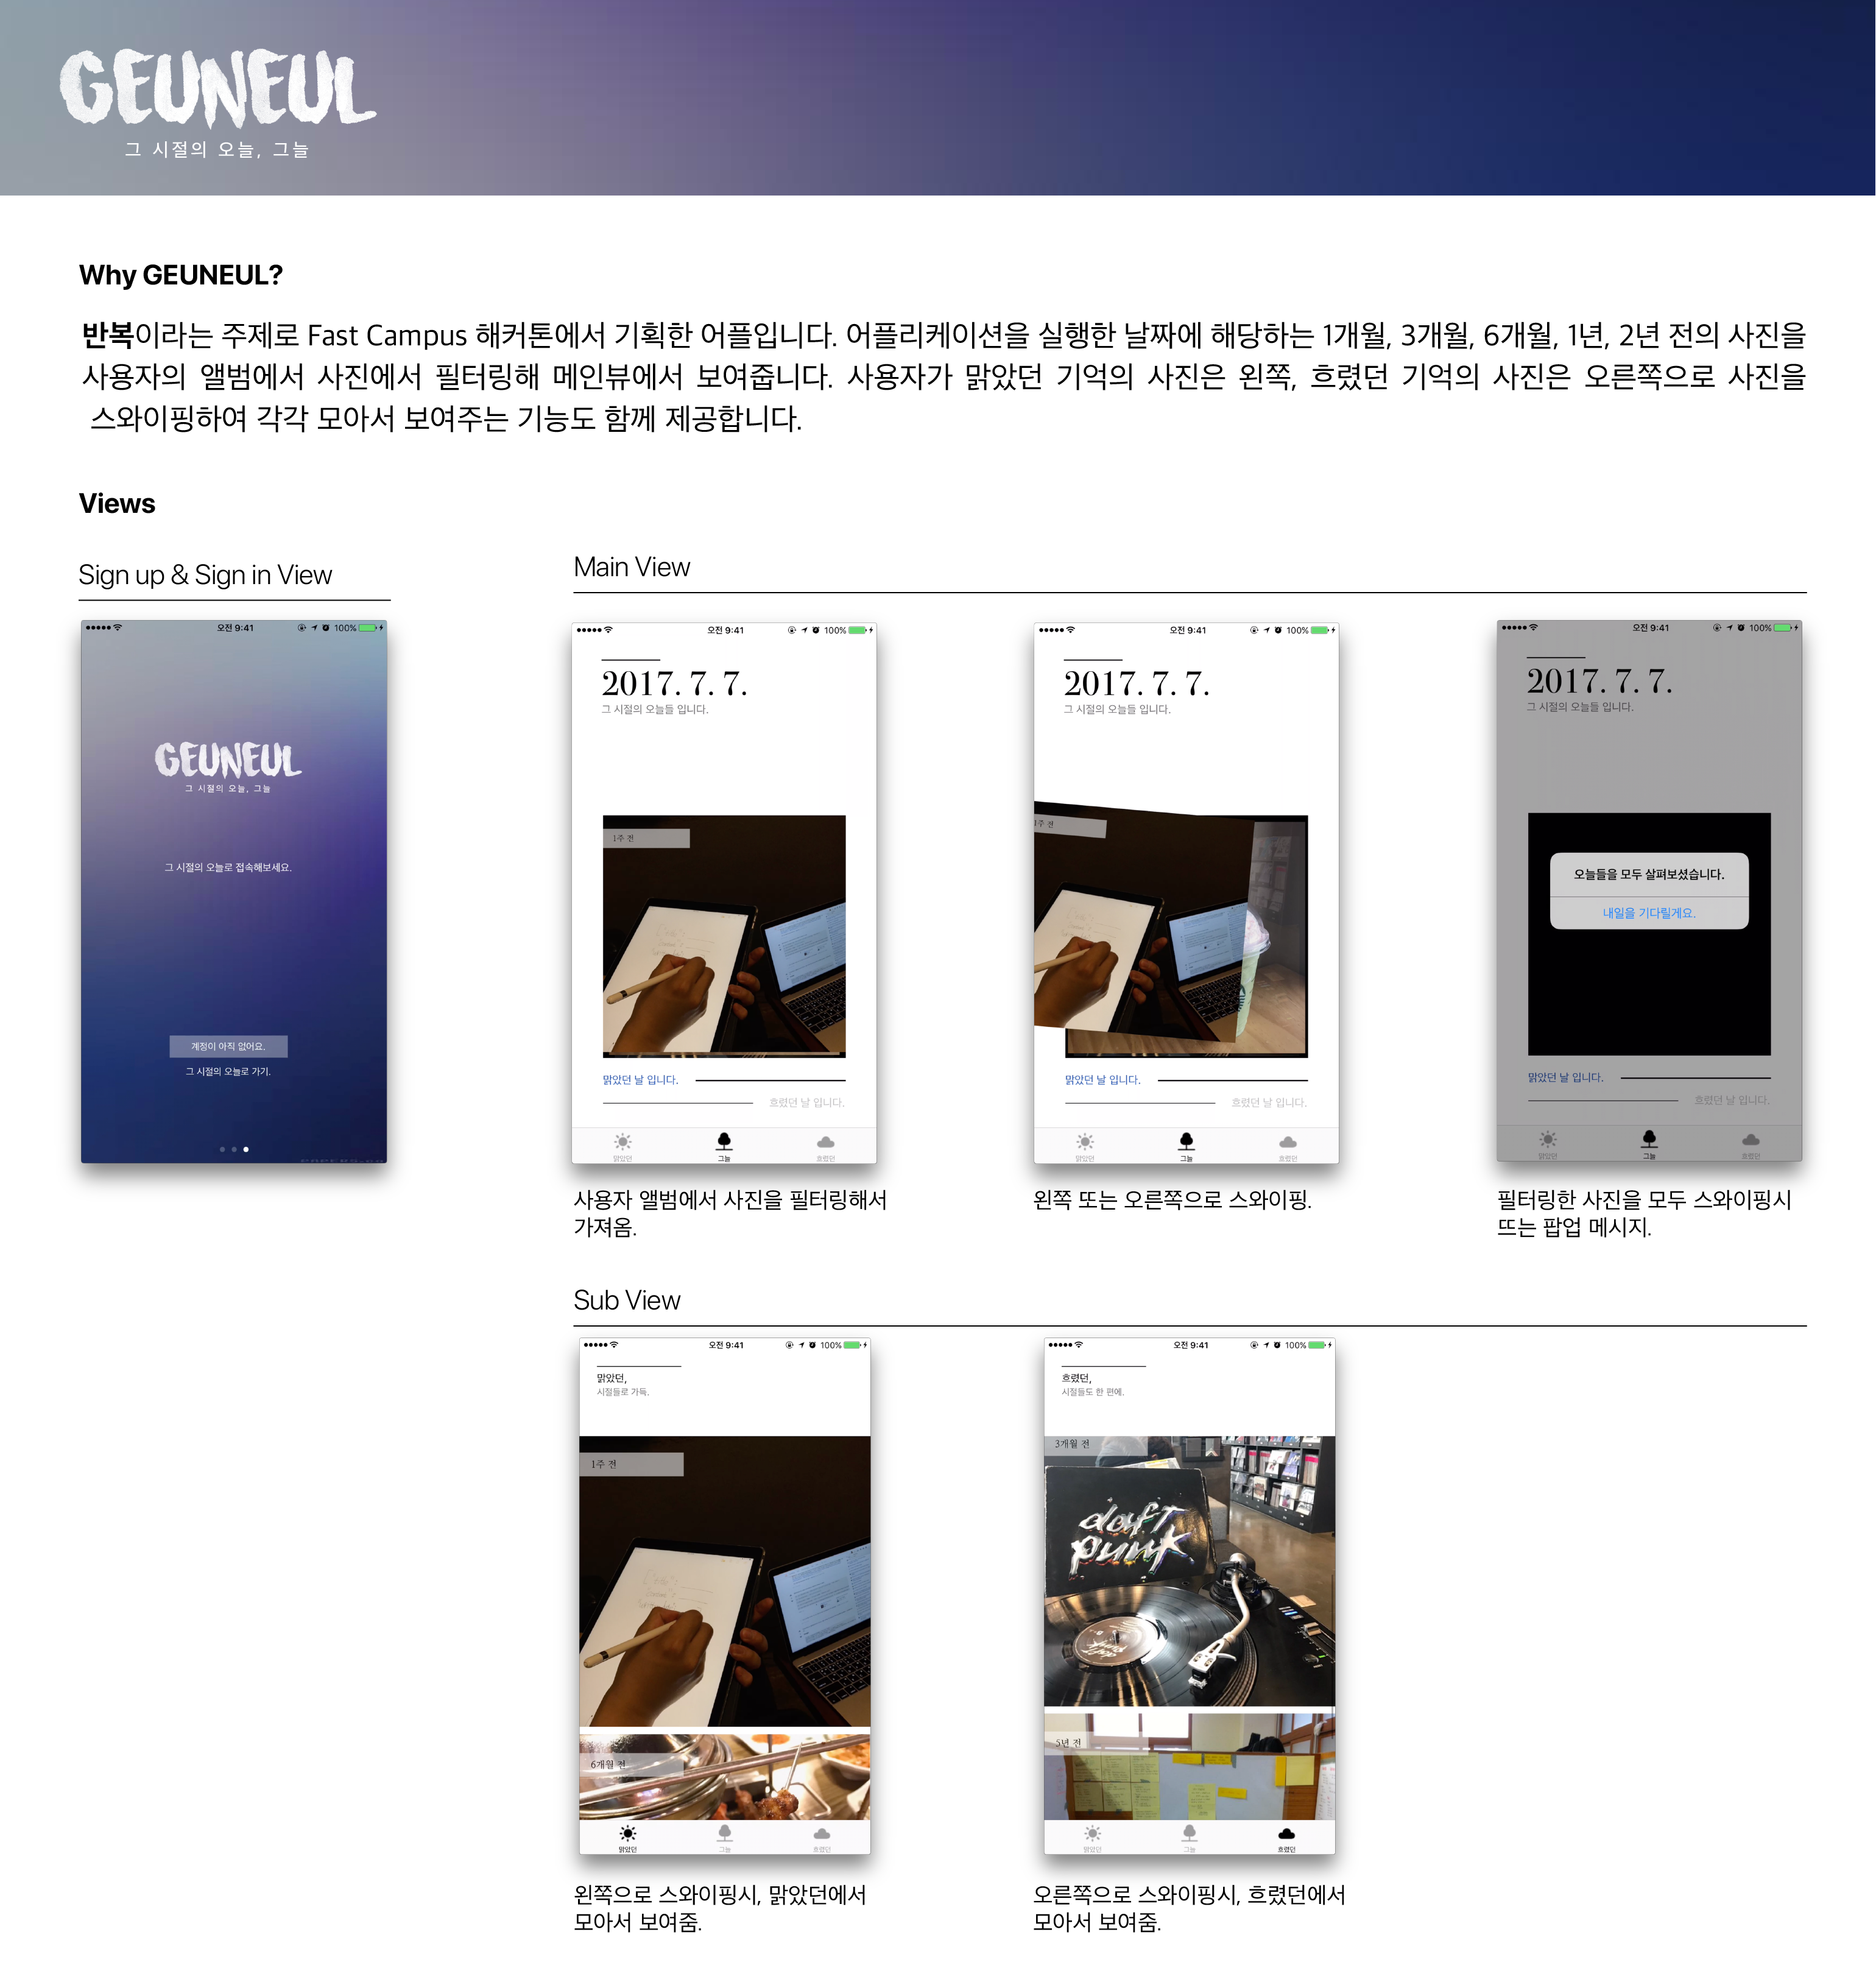 GEUNEUL
그 시절의 오늘, 그늘
Why GEUNEUL?
반복이라는 주제로 Fast Campus 해커톤에서 기획한 어플입니다. 어플리케이션을 실행한 날짜에 해당하는 1개월, 3개월, 6개월, 1년, 2년 전의 사진을
사용자의 앨범에서 사진에서 필터링해 메인뷰에서 보여줍니다. 사용자가 맑았던 기억의 사진은 왼쪽, 흐렸던 기억의 사진은 오른쪽으로 사진을
스와이핑하여 각각 모아서 보여주는 기능도 함께 제공합니다.
Views
Sign up & Sign in View
오전 9:41
100%
GEUNEUL
그 시절의 오늘, 그늘
그 시절의 오늘로 접속해보세요.
계정이 아직 없어요.
그 시절의 오늘로 가기.
Main View
오전 9:41
100%
2017. 7. 7.
그 시절의 오늘들 입니다.
1주 전
맑았던 날 입니다.
흐렸던 날 입니다.
맑았던
그늘
흐렸던
사용자 앨범에서 사진을 필터링해서
가져옴.
오전 9:41
100%
2017. 7. 7.
그 시절의 오늘들 입니다.
1주 전
맑았던 날 입니다.
흐렸던 날 입니다.
맑았던
그늘
흐렸던
왼쪽 또는 오른쪽으로 스와이핑.
오전 9:41
100%
2017. 7. 7.
그 시절의 오늘들 입니다.
오늘들을 모두 살펴보셨습니다.
내일을 기다릴게요.
맑았던 날 입니다.
흐렸던 날 입니다.
맑았던
그늘
흐렸던
필터링한 사진을 모두 스와이핑시
뜨는 팝업 메시지.
Sub View
오전 9:41
100%
맑았던,
시절들로 가득.
1주 전
6개월 전
맑았던
그늘
흐렸던
왼쪽으로 스와이핑시, 맑았던에서
모아서 보여줌.
오전 9:41
100%
흐렸던,
시절들도 한 편에.
3개월 전
daft
punk
5년 전
맑았던
그늘
흐렸던
오른쪽으로 스와이핑시, 흐렸던에서
모아서 보여줌.